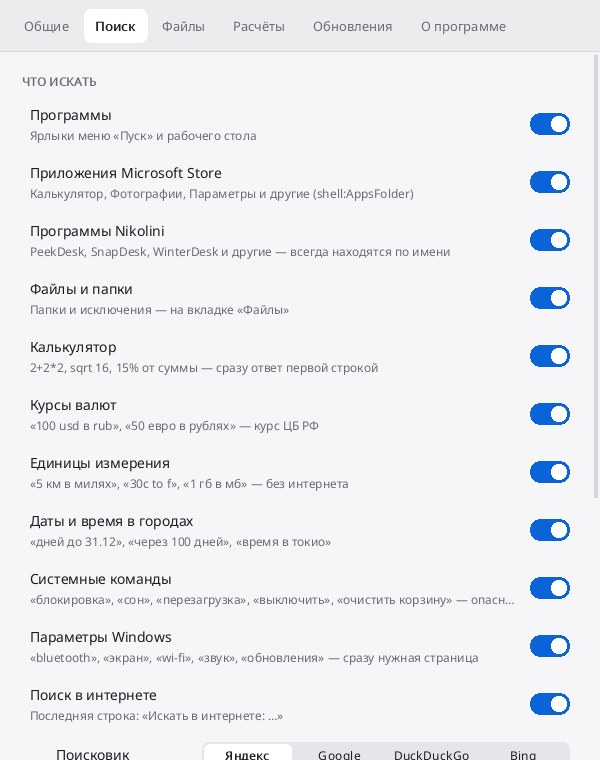 Общие Поиск Файлы Расчёты Обновления О программе
ЧТО ИСКАТЬ
Программы
Ярлыки меню «Пуск» и рабочего стола
Приложения Microsoft Store
Калькулятор, Фотографии, Параметры и другие (shell:AppsFolder)
Программы Nikolini
PeekDesk, SnapDesk, WinterDesk и другие — всегда находятся по имени
Файлы и папки
Папки и исключения — на вкладке «Файлы»
Калькулятор
2+2*2, sqrt 16, 15% от суммы — сразу ответ первой строкой
Курсы валют
«100 usd в rub», «50 евро в рублях» — курс ЦБ РФ
Единицы измерения
«5 км в милях», «30c to f», «1 гб в мб» — без интернета
Даты и время в городах
«дней до 31.12», «через 100 дней», «время в токио»
Системные команды
«блокировка», «сон», «перезагрузка», «выключить», «очистить корзину» — опасн...
Параметры Windows
«bluetooth», «экран», «wi-fi», «звук», «обновления» — сразу нужная страница
Поиск в интернете
Последняя строка: «Искать в интернете: ...»
Поисковик Яндекс Google DuckDuckGo Bing